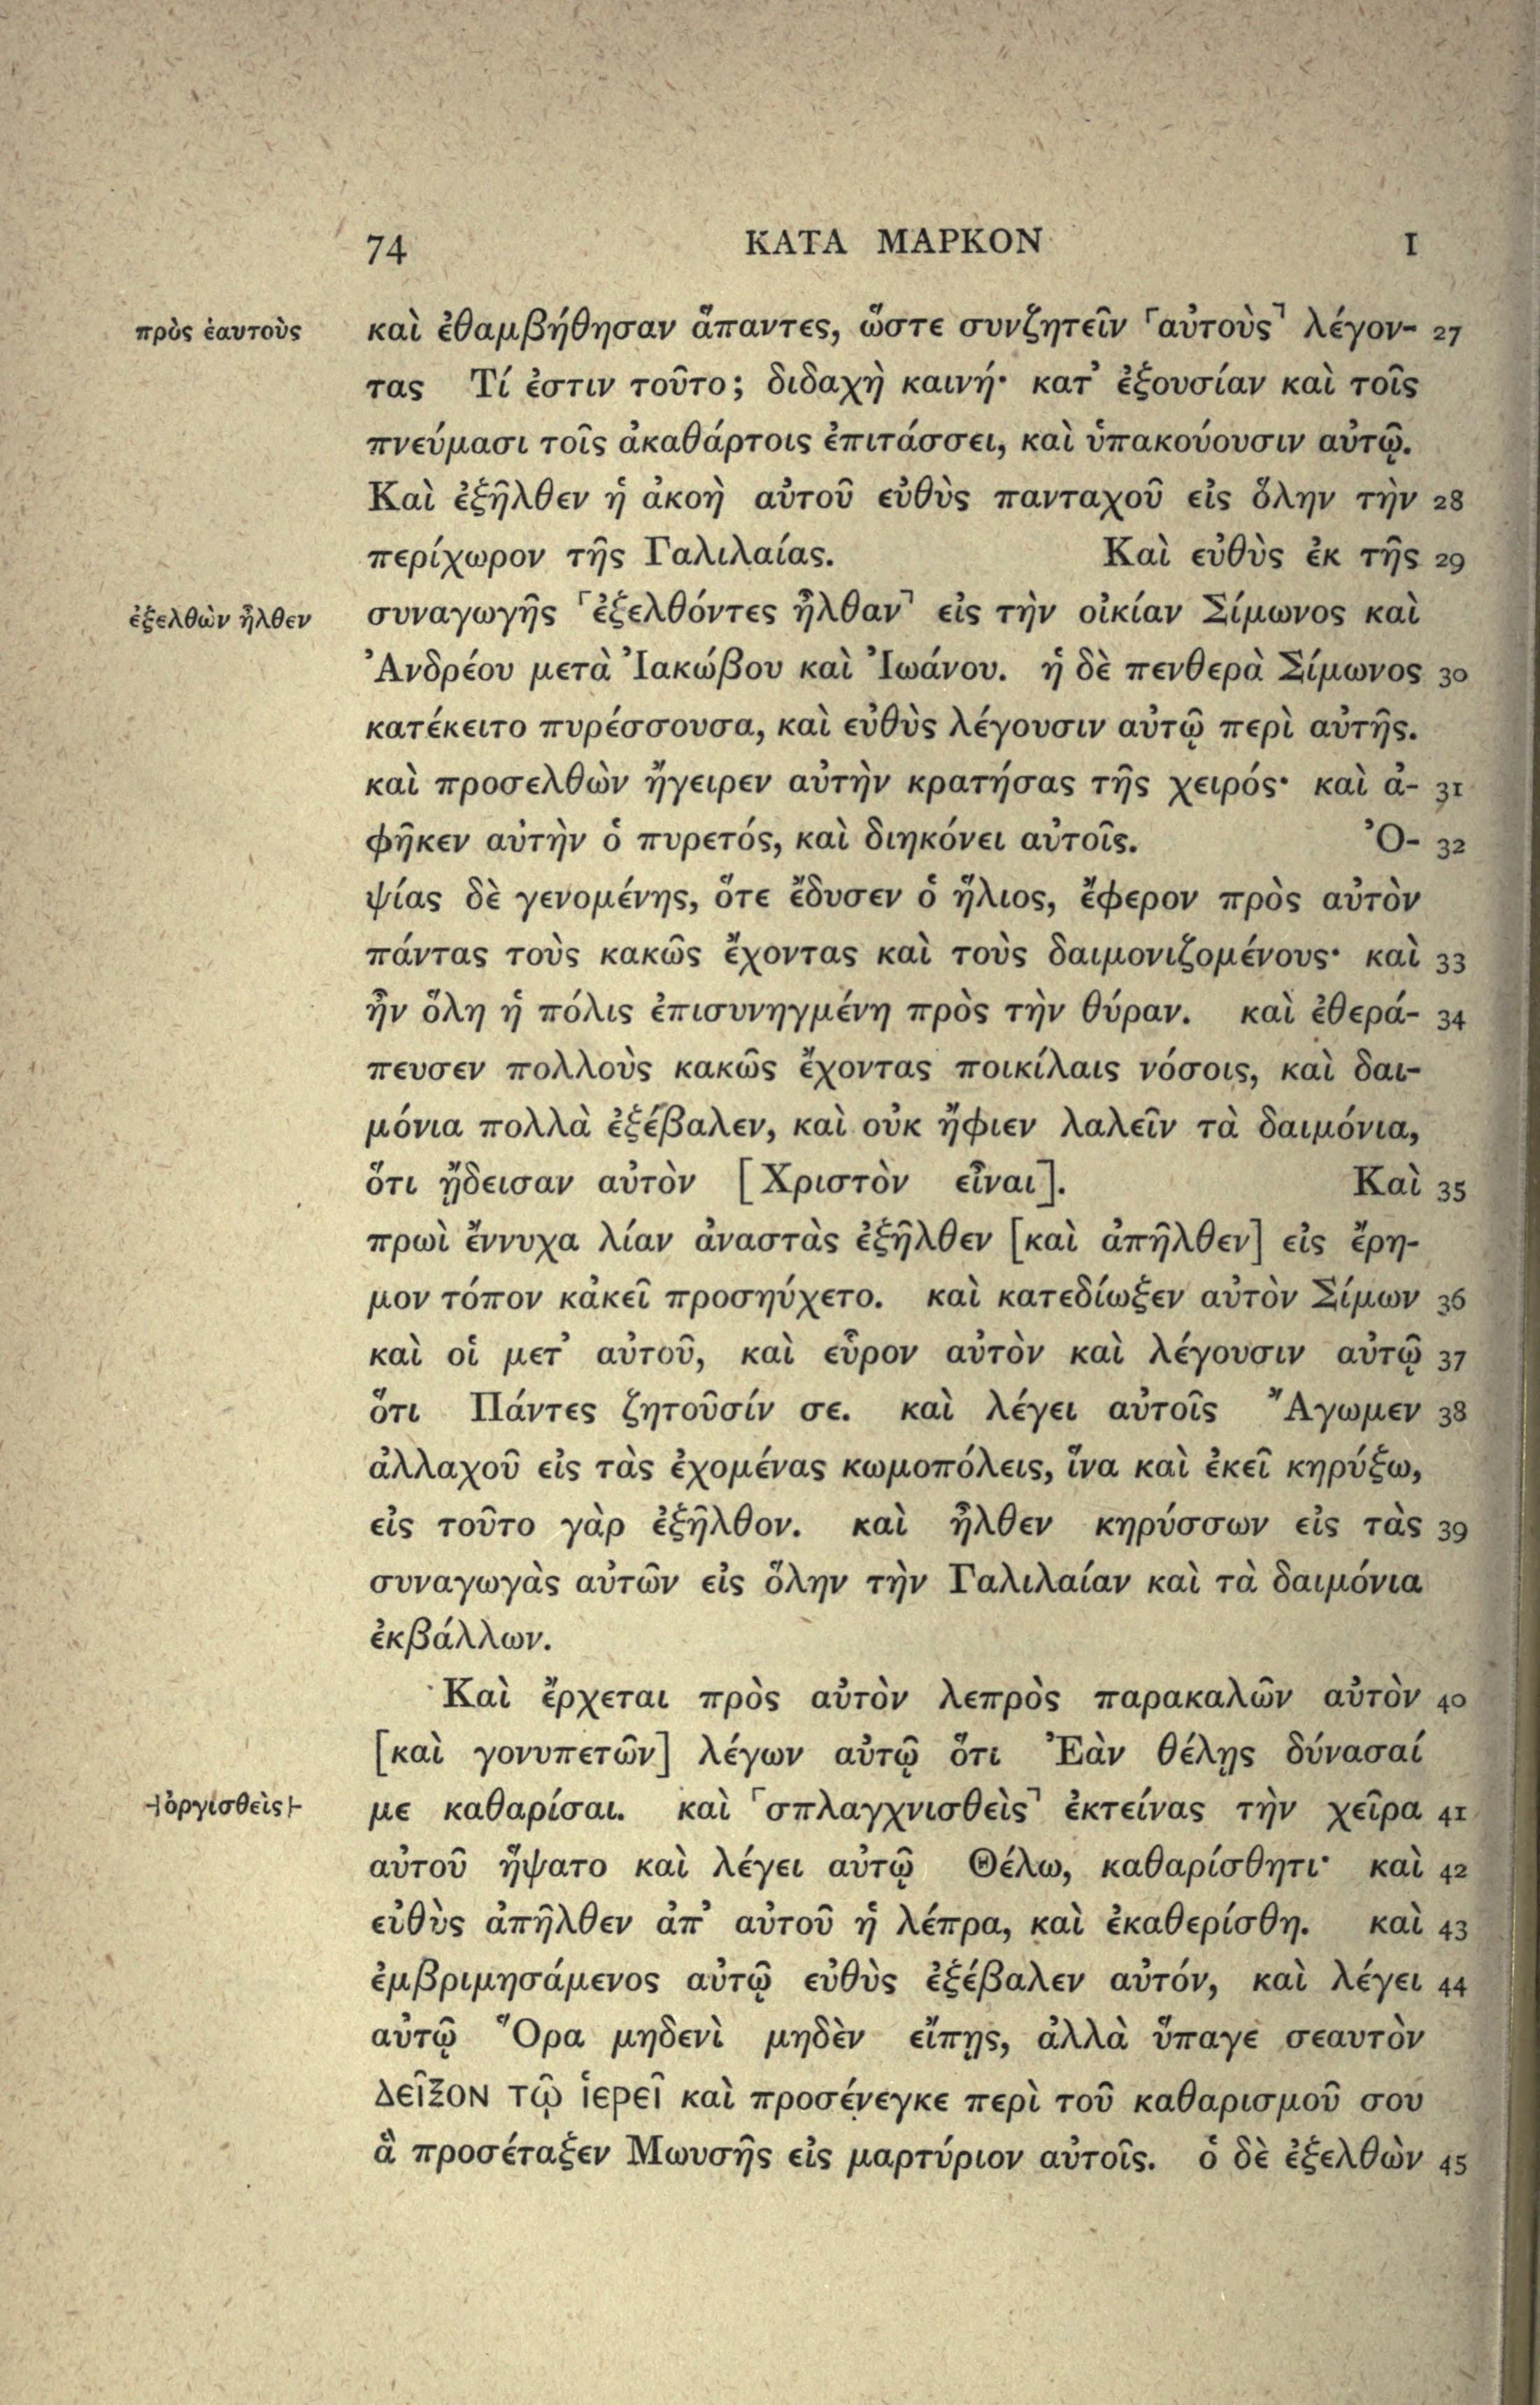 74 ΚΑΤΑ ΜΑΡΚΟΝ I
πρὸς ἑαυτοὺς καὶ ἐθαμβήθησαν ἅπαντες, ὥστε συνζητεῖν ⸢αὐτοὺς⸣ λέγον- 27
τας Τί ἐστιν τοῦτο; διδαχὴ καινή· κατ᾽ ἐξουσίαν καὶ τοῖς
πνεύμασι τοῖς ἀκαθάρτοις ἐπιτάσσει, καὶ ὑπακούουσιν αὐτῷ.
Καὶ ἐξῆλθεν ἡ ἀκοὴ αὐτοῦ εὐθὺς πανταχοῦ εἰς ὅλην τὴν 28
περίχωρον τῆς Γαλιλαίας. Καὶ εὐθὺς ἐκ τῆς 29
ἐξελθὼν ἦλθεν συναγωγῆς ⸢ἐξελθόντες ἦλθαν⸣ εἰς τὴν οἰκίαν Σίμωνος καὶ
Ἀνδρέου μετὰ Ἰακώβου καὶ Ἰωάνου. ἡ δὲ πενθερὰ Σίμωνος 30
κατέκειτο πυρέσσουσα, καὶ εὐθὺς λέγουσιν αὐτῷ περὶ αὐτῆς.
καὶ προσελθὼν ἤγειρεν αὐτὴν κρατήσας τῆς χειρός· καὶ ἀ- 31
φῆκεν αὐτὴν ὁ πυρετός, καὶ διηκόνει αὐτοῖς. Ὀ- 32
ψίας δὲ γενομένης, ὅτε ἔδυσεν ὁ ἥλιος, ἔφερον πρὸς αὐτὸν
πάντας τοὺς κακῶς ἔχοντας καὶ τοὺς δαιμονιζομένους· καὶ 33
ἦν ὅλη ἡ πόλις ἐπισυνηγμένη πρὸς τὴν θύραν. καὶ ἐθερά- 34
πευσεν πολλοὺς κακῶς ἔχοντας ποικίλαις νόσοις, καὶ δαι-
μόνια πολλὰ ἐξέβαλεν, καὶ οὐκ ἤφιεν λαλεῖν τὰ δαιμόνια,
ὅτι ᾔδεισαν αὐτὸν [Χριστὸν εἶναι]. Καὶ 35
πρωὶ ἔννυχα λίαν ἀναστὰς ἐξῆλθεν [καὶ ἀπῆλθεν] εἰς ἔρη-
μον τόπον κἀκεῖ προσηύχετο. καὶ κατεδίωξεν αὐτὸν Σίμων 36
καὶ οἱ μετ᾽ αὐτοῦ, καὶ εὗρον αὐτὸν καὶ λέγουσιν αὐτῷ 37
ὅτι Πάντες ζητοῦσίν σε. καὶ λέγει αὐτοῖς Ἄγωμεν 38
ἀλλαχοῦ εἰς τὰς ἐχομένας κωμοπόλεις, ἵνα καὶ ἐκεῖ κηρύξω,
εἰς τοῦτο γὰρ ἐξῆλθον. καὶ ἦλθεν κηρύσσων εἰς τὰς 39
συναγωγὰς αὐτῶν εἰς ὅλην τὴν Γαλιλαίαν καὶ τὰ δαιμόνια
ἐκβάλλων.
Καὶ ἔρχεται πρὸς αὐτὸν λεπρὸς παρακαλῶν αὐτὸν 40
[καὶ γονυπετῶν] λέγων αὐτῷ ὅτι Ἐὰν θέλῃς δύνασαί
⊣ὀργισθεὶς⊢ με καθαρίσαι. καὶ ⸢σπλαγχνισθεὶς⸣ ἐκτείνας τὴν χεῖρα 41
αὐτοῦ ἥψατο καὶ λέγει αὐτῷ Θέλω, καθαρίσθητι· καὶ 42
εὐθὺς ἀπῆλθεν ἀπ᾽ αὐτοῦ ἡ λέπρα, καὶ ἐκαθερίσθη. καὶ 43
ἐμβριμησάμενος αὐτῷ εὐθὺς ἐξέβαλεν αὐτόν, καὶ λέγει 44
αὐτῷ Ὅρα μηδενὶ μηδὲν εἴπῃς, ἀλλὰ ὕπαγε σεαυτὸν
δεῖξον τῷ ἱερεῖ καὶ προσένεγκε περὶ τοῦ καθαρισμοῦ σου
ἃ προσέταξεν Μωυσῆς εἰς μαρτύριον αὐτοῖς. ὁ δὲ ἐξελθὼν 45